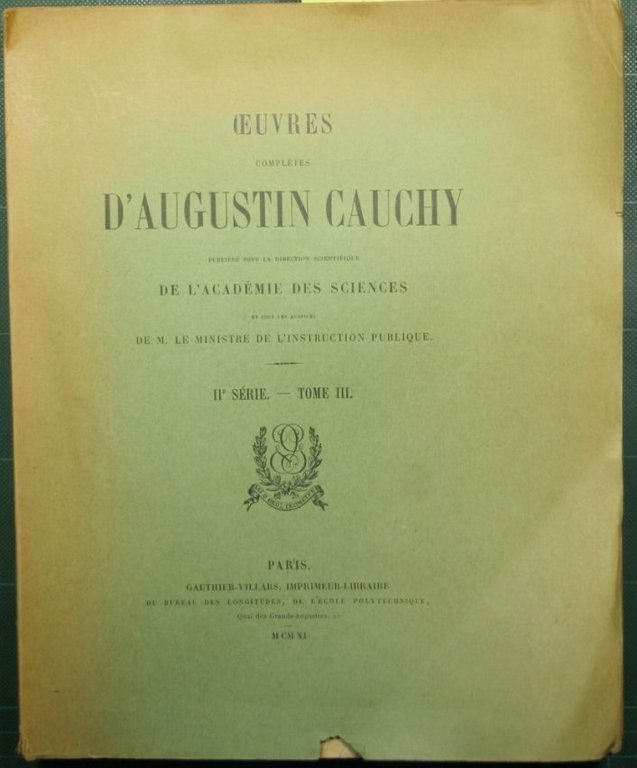 ŒUVRES
COMPLÈTES
D'AUGUSTIN CAUCHY
PUBLIÉES SOUS LA DIRECTION SCIENTIFIQUE
DE L'ACADÉMIE DES SCIENCES
ET SOUS LES AUSPICES
DE M. LE MINISTRE DE L'INSTRUCTION PUBLIQUE.
IIe SÉRIE. — TOME III.
PARIS,
GAUTHIER-VILLARS, IMPRIMEUR-LIBRAIRE
DU BUREAU DES LONGITUDES, DE L'ÉCOLE POLYTECHNIQUE,
Quai des Grands-Augustins,
MCMXI